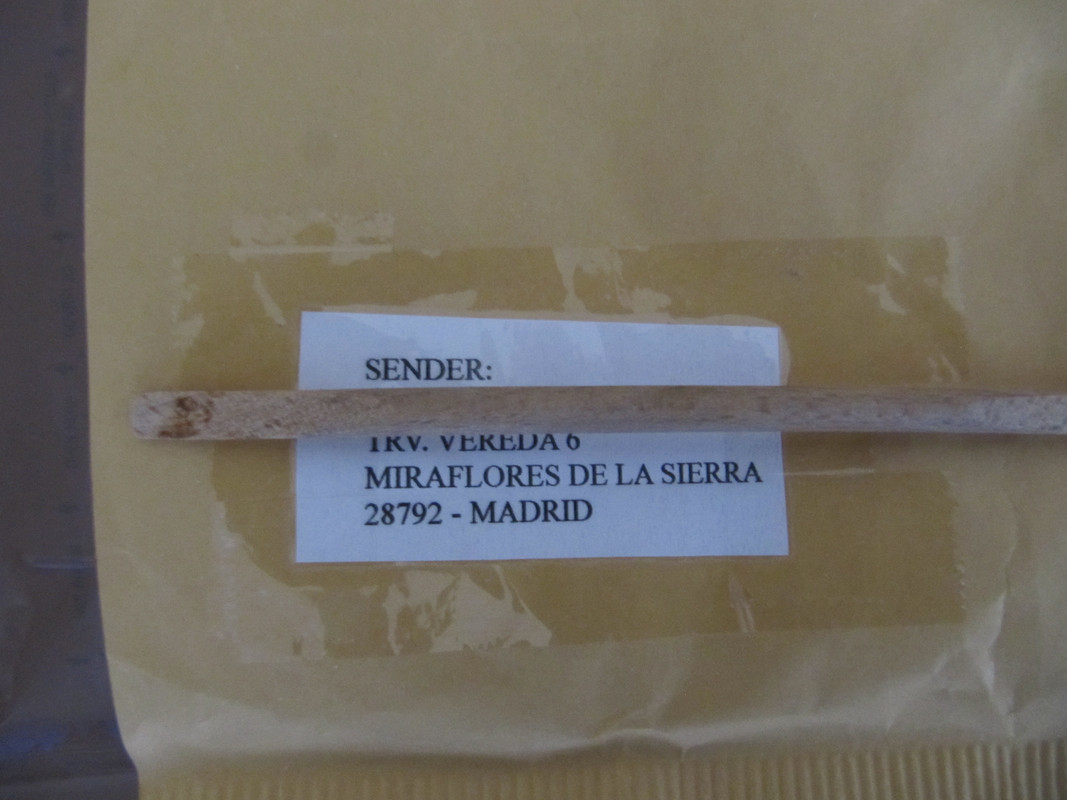 SENDER:
TRV. VEREDA 6
MIRAFLORES DE LA SIERRA
28792 - MADRID